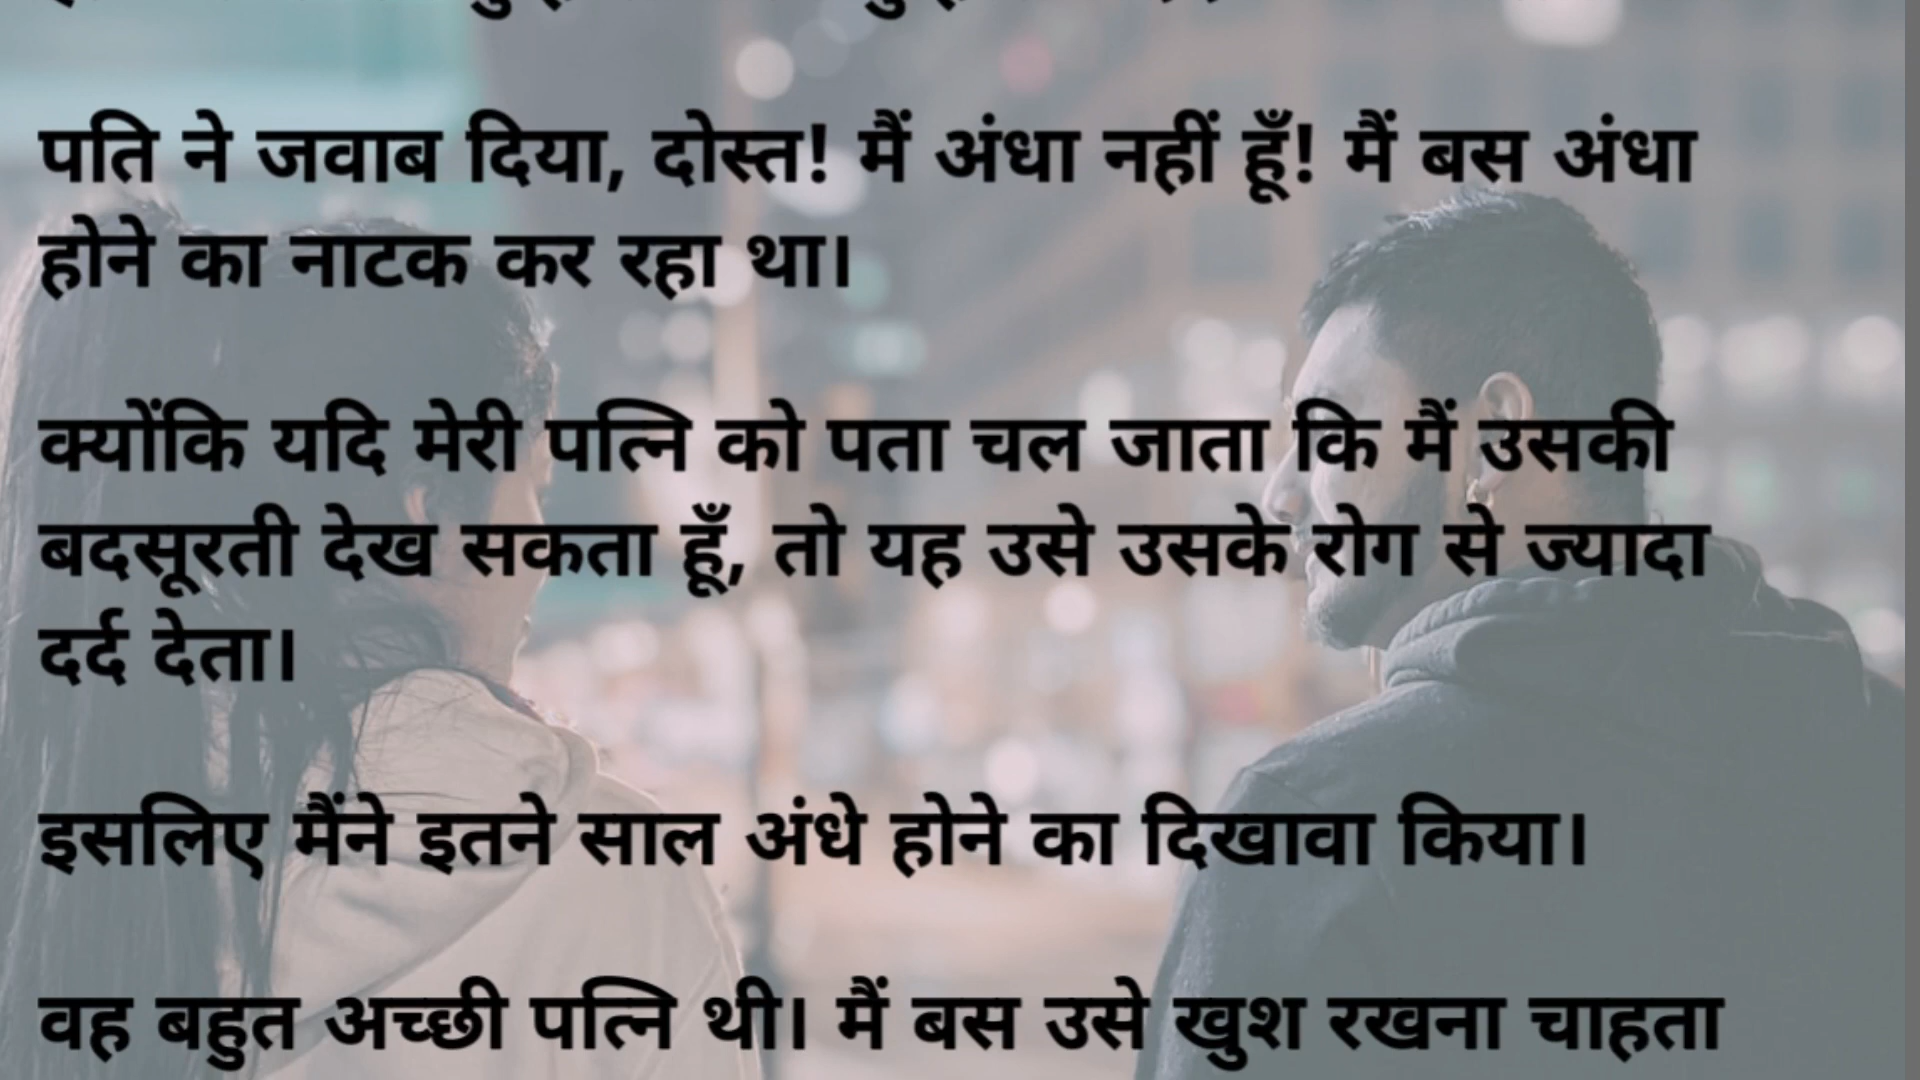 पति ने जवाब दिया, दोस्त! मैं अंधा नहीं हूँ! मैं बस अंधा
होने का नाटक कर रहा था।
क्योंकि यदि मेरी पत्नि को पता चल जाता कि मैं उसकी
बदसूरती देख सकता हूँ, तो यह उसे उसके रोग से ज्यादा
दर्द देता।
इसलिए मैंने इतने साल अंधे होने का दिखावा किया।
वह बहुत अच्छी पत्नि थी। मैं बस उसे खुश रखना चाहता